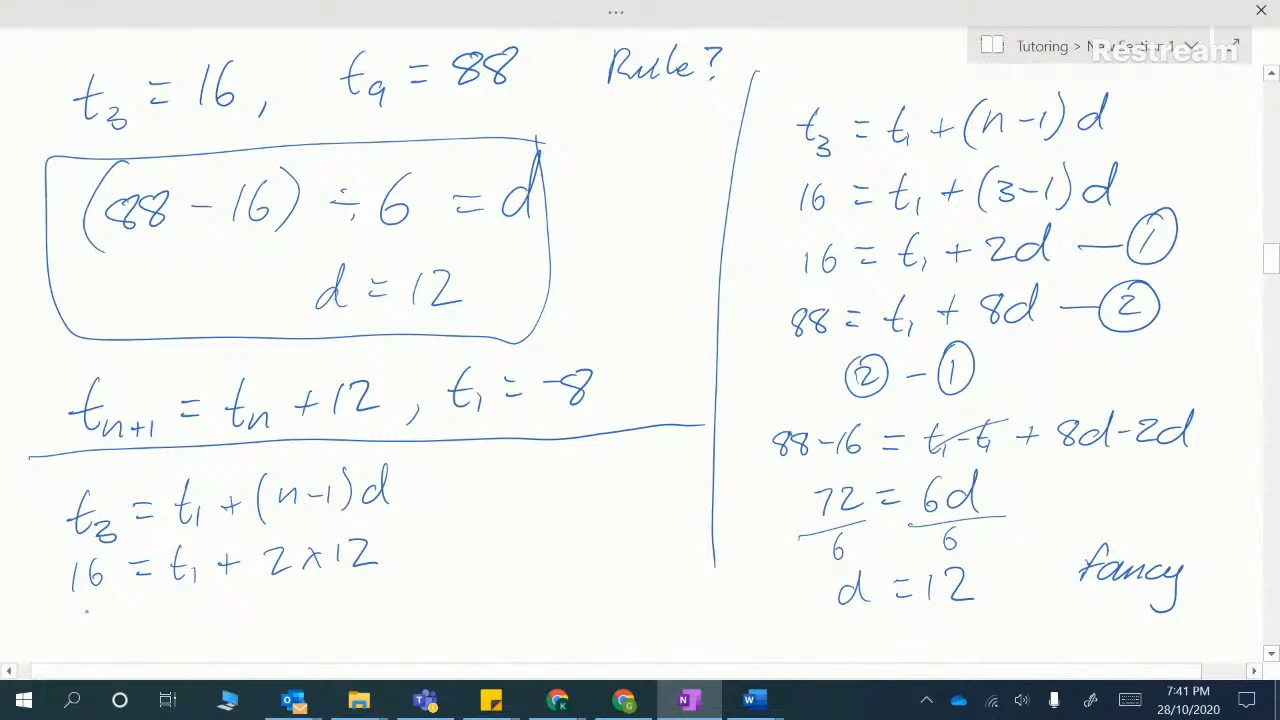 ...
Tutoring > New Section 1
Restream
t₃ = 16 , t₉ = 88 Rule?
(88 - 16) ÷ 6 = d
d = 12
tₙ₊₁ = tₙ + 12 , t₁ = -8
t₃ = t₁ + (n-1)d
16 = t₁ + 2 × 12
t₃ = t₁ + (n-1)d
16 = t₁ + (3-1)d
16 = t₁ + 2d — ①
88 = t₁ + 8d — ②
② - ①
88-16 = t₁-t₁ + 8d-2d
72 = 6d
6 6
d = 12
fancy
7:41 PM
28/10/2020